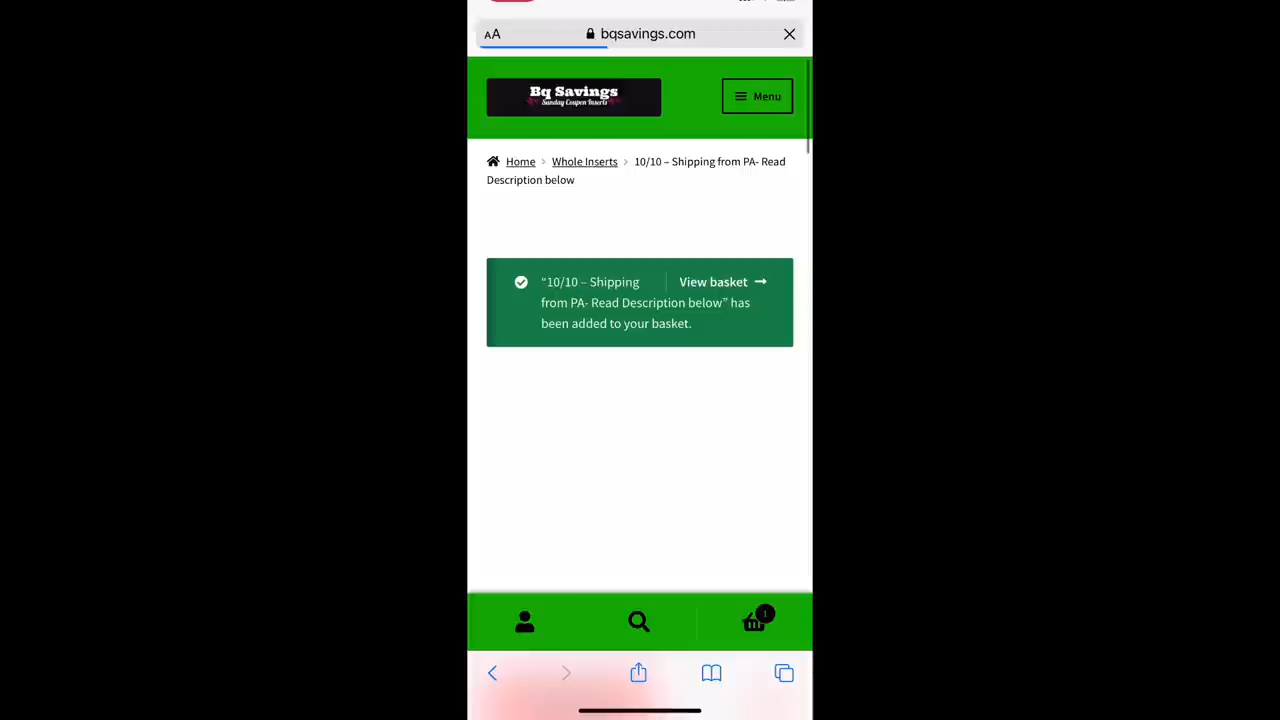 AA bqsavings.com
Bq Savings
Sunday Coupon Inserts
Menu
Home > Whole Inserts > 10/10 – Shipping from PA- Read
Description below
“10/10 – Shipping View basket →
from PA- Read Description below” has
been added to your basket.
1